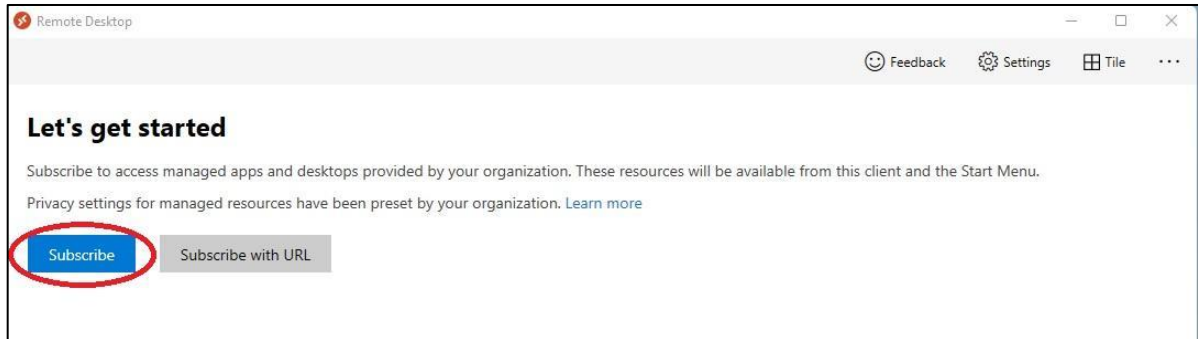 Remote Desktop
Feedback Settings Tile
Let's get started
Subscribe to access managed apps and desktops provided by your organization. These resources will be available from this client and the Start Menu.
Privacy settings for managed resources have been preset by your organization. Learn more
Subscribe Subscribe with URL